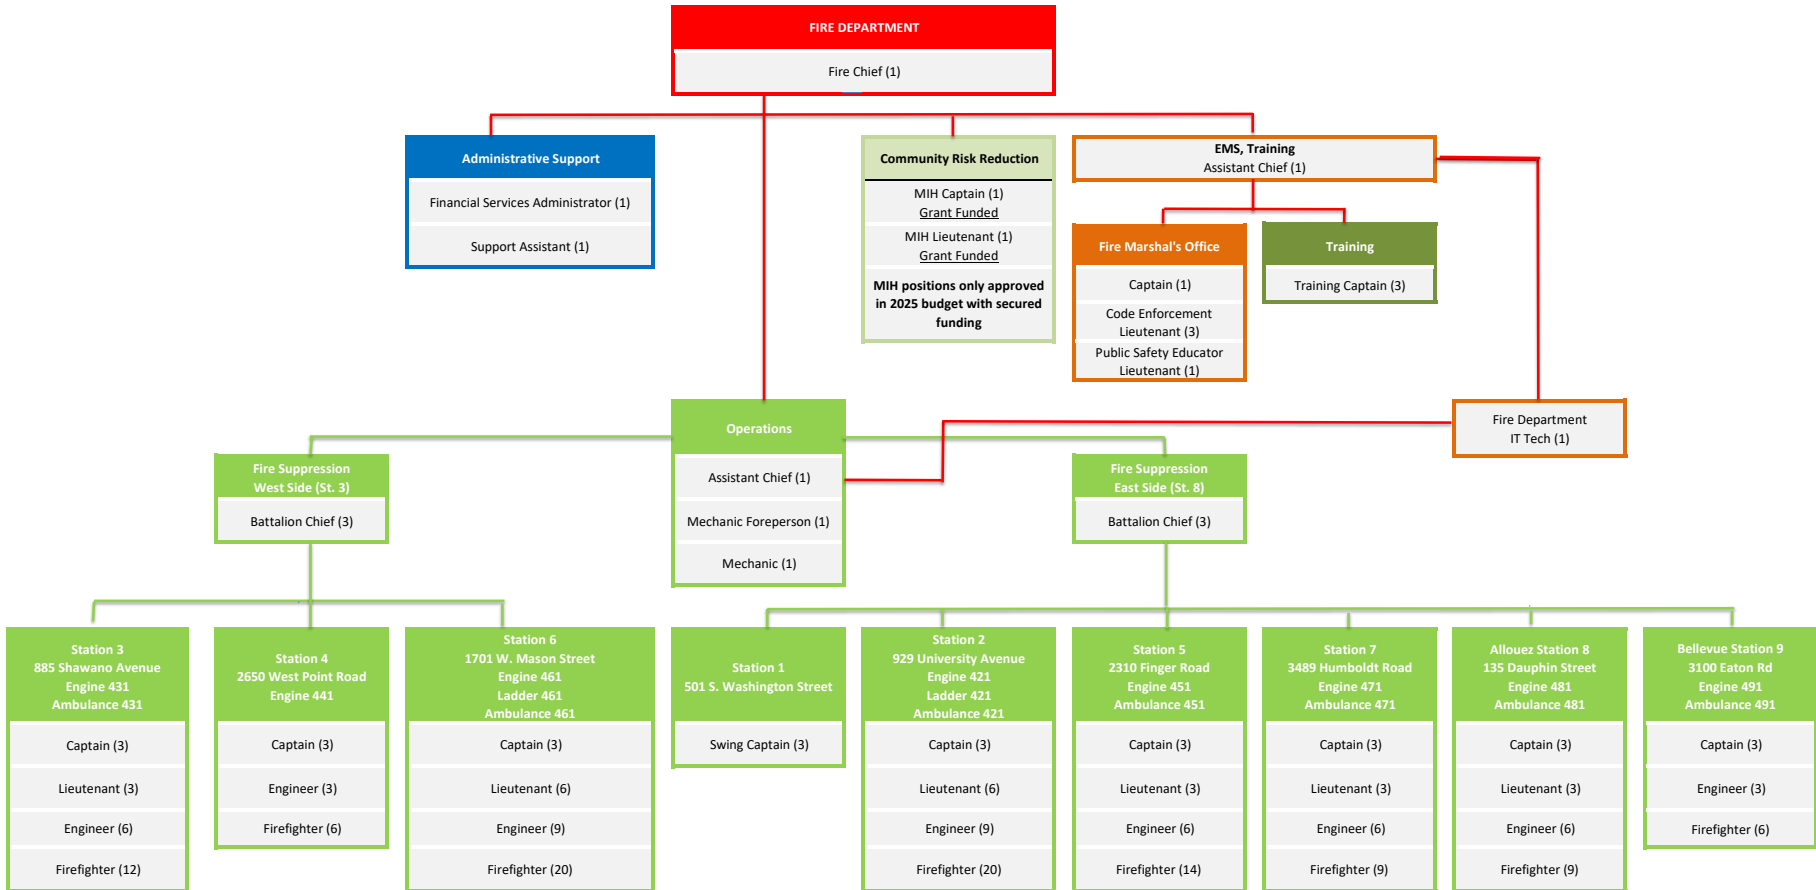 FIRE DEPARTMENT
Fire Chief (1)
Administrative Support
Financial Services Administrator (1)
Support Assistant (1)
Community Risk Reduction
MIH Captain (1)
Grant Funded
MIH Lieutenant (1)
Grant Funded
MIH positions only approved
in 2025 budget with secured
funding
EMS, Training
Assistant Chief (1)
Fire Marshal's Office
Captain (1)
Code Enforcement
Lieutenant (3)
Public Safety Educator
Lieutenant (1)
Training
Training Captain (3)
Fire Department
IT Tech (1)
Operations
Assistant Chief (1)
Mechanic Foreperson (1)
Mechanic (1)
Fire Suppression
West Side (St. 3)
Battalion Chief (3)
Fire Suppression
East Side (St. 8)
Battalion Chief (3)
Station 3
885 Shawano Avenue
Engine 431
Ambulance 431
Captain (3)
Lieutenant (3)
Engineer (6)
Firefighter (12)
Station 4
2650 West Point Road
Engine 441
Captain (3)
Engineer (3)
Firefighter (6)
Station 6
1701 W. Mason Street
Engine 461
Ladder 461
Ambulance 461
Captain (3)
Lieutenant (6)
Engineer (9)
Firefighter (20)
Station 1
501 S. Washington Street
Swing Captain (3)
Station 2
929 University Avenue
Engine 421
Ladder 421
Ambulance 421
Captain (3)
Lieutenant (6)
Engineer (9)
Firefighter (20)
Station 5
2310 Finger Road
Engine 451
Ambulance 451
Captain (3)
Lieutenant (3)
Engineer (6)
Firefighter (14)
Station 7
3489 Humboldt Road
Engine 471
Ambulance 471
Captain (3)
Lieutenant (3)
Engineer (6)
Firefighter (9)
Allouez Station 8
135 Dauphin Street
Engine 481
Ambulance 481
Captain (3)
Lieutenant (3)
Engineer (6)
Firefighter (9)
Bellevue Station 9
3100 Eaton Rd
Engine 491
Ambulance 491
Captain (3)
Engineer (3)
Firefighter (6)